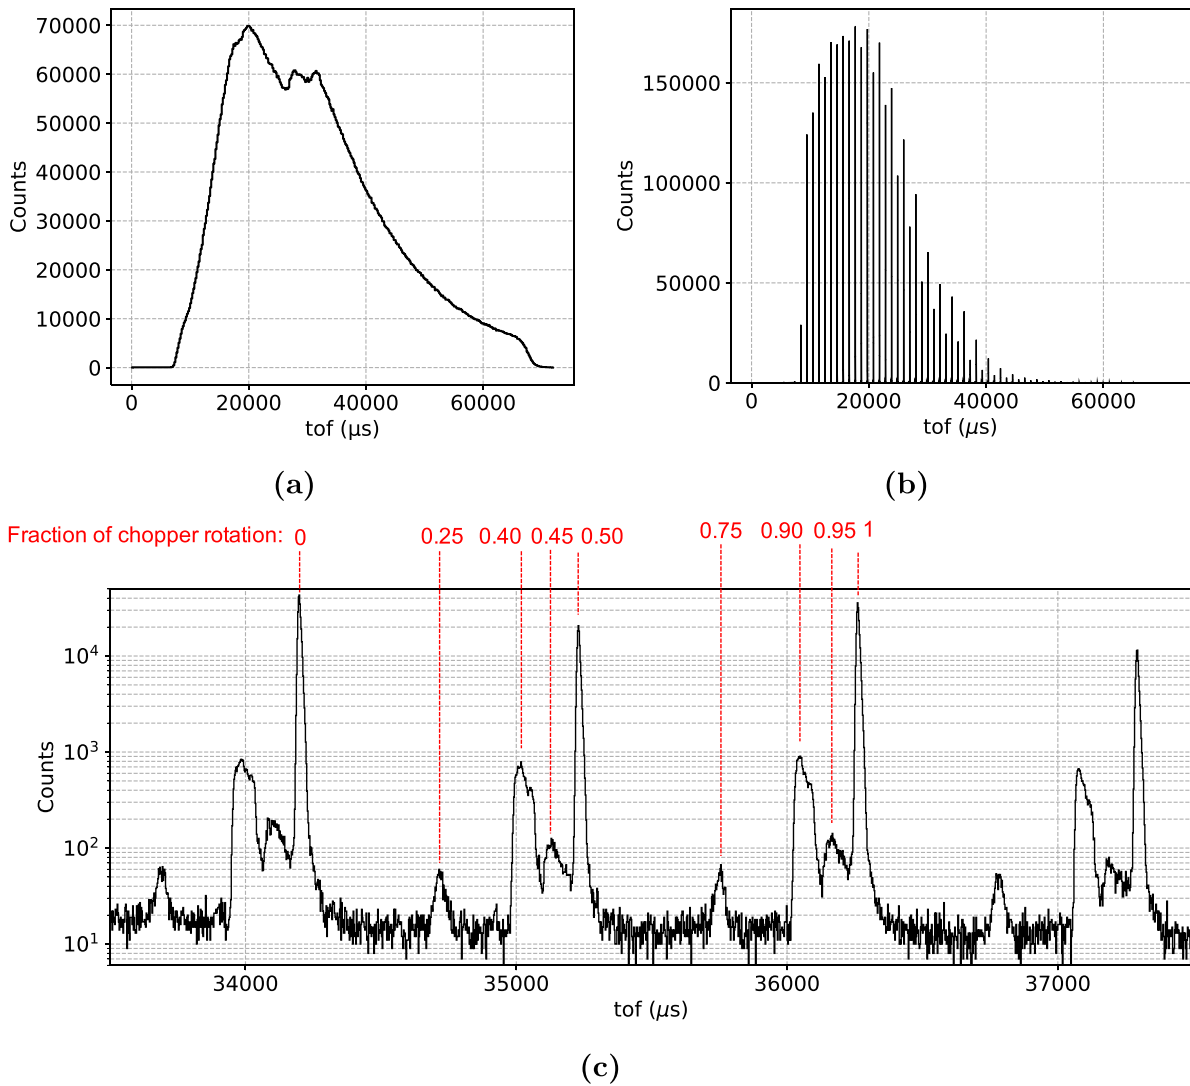 70000
60000
50000
40000
30000
20000
10000
0
Counts
0 20000 40000 60000
tof (μs)
(a)
150000
100000
50000
0
Counts
0 20000 40000 60000
tof (μs)
(b)
Fraction of chopper rotation: 0 0.25 0.40 0.45 0.50 0.75 0.90 0.95 1
10⁴
10³
10²
10¹
Counts
34000 35000 36000 37000
tof (μs)
(c)